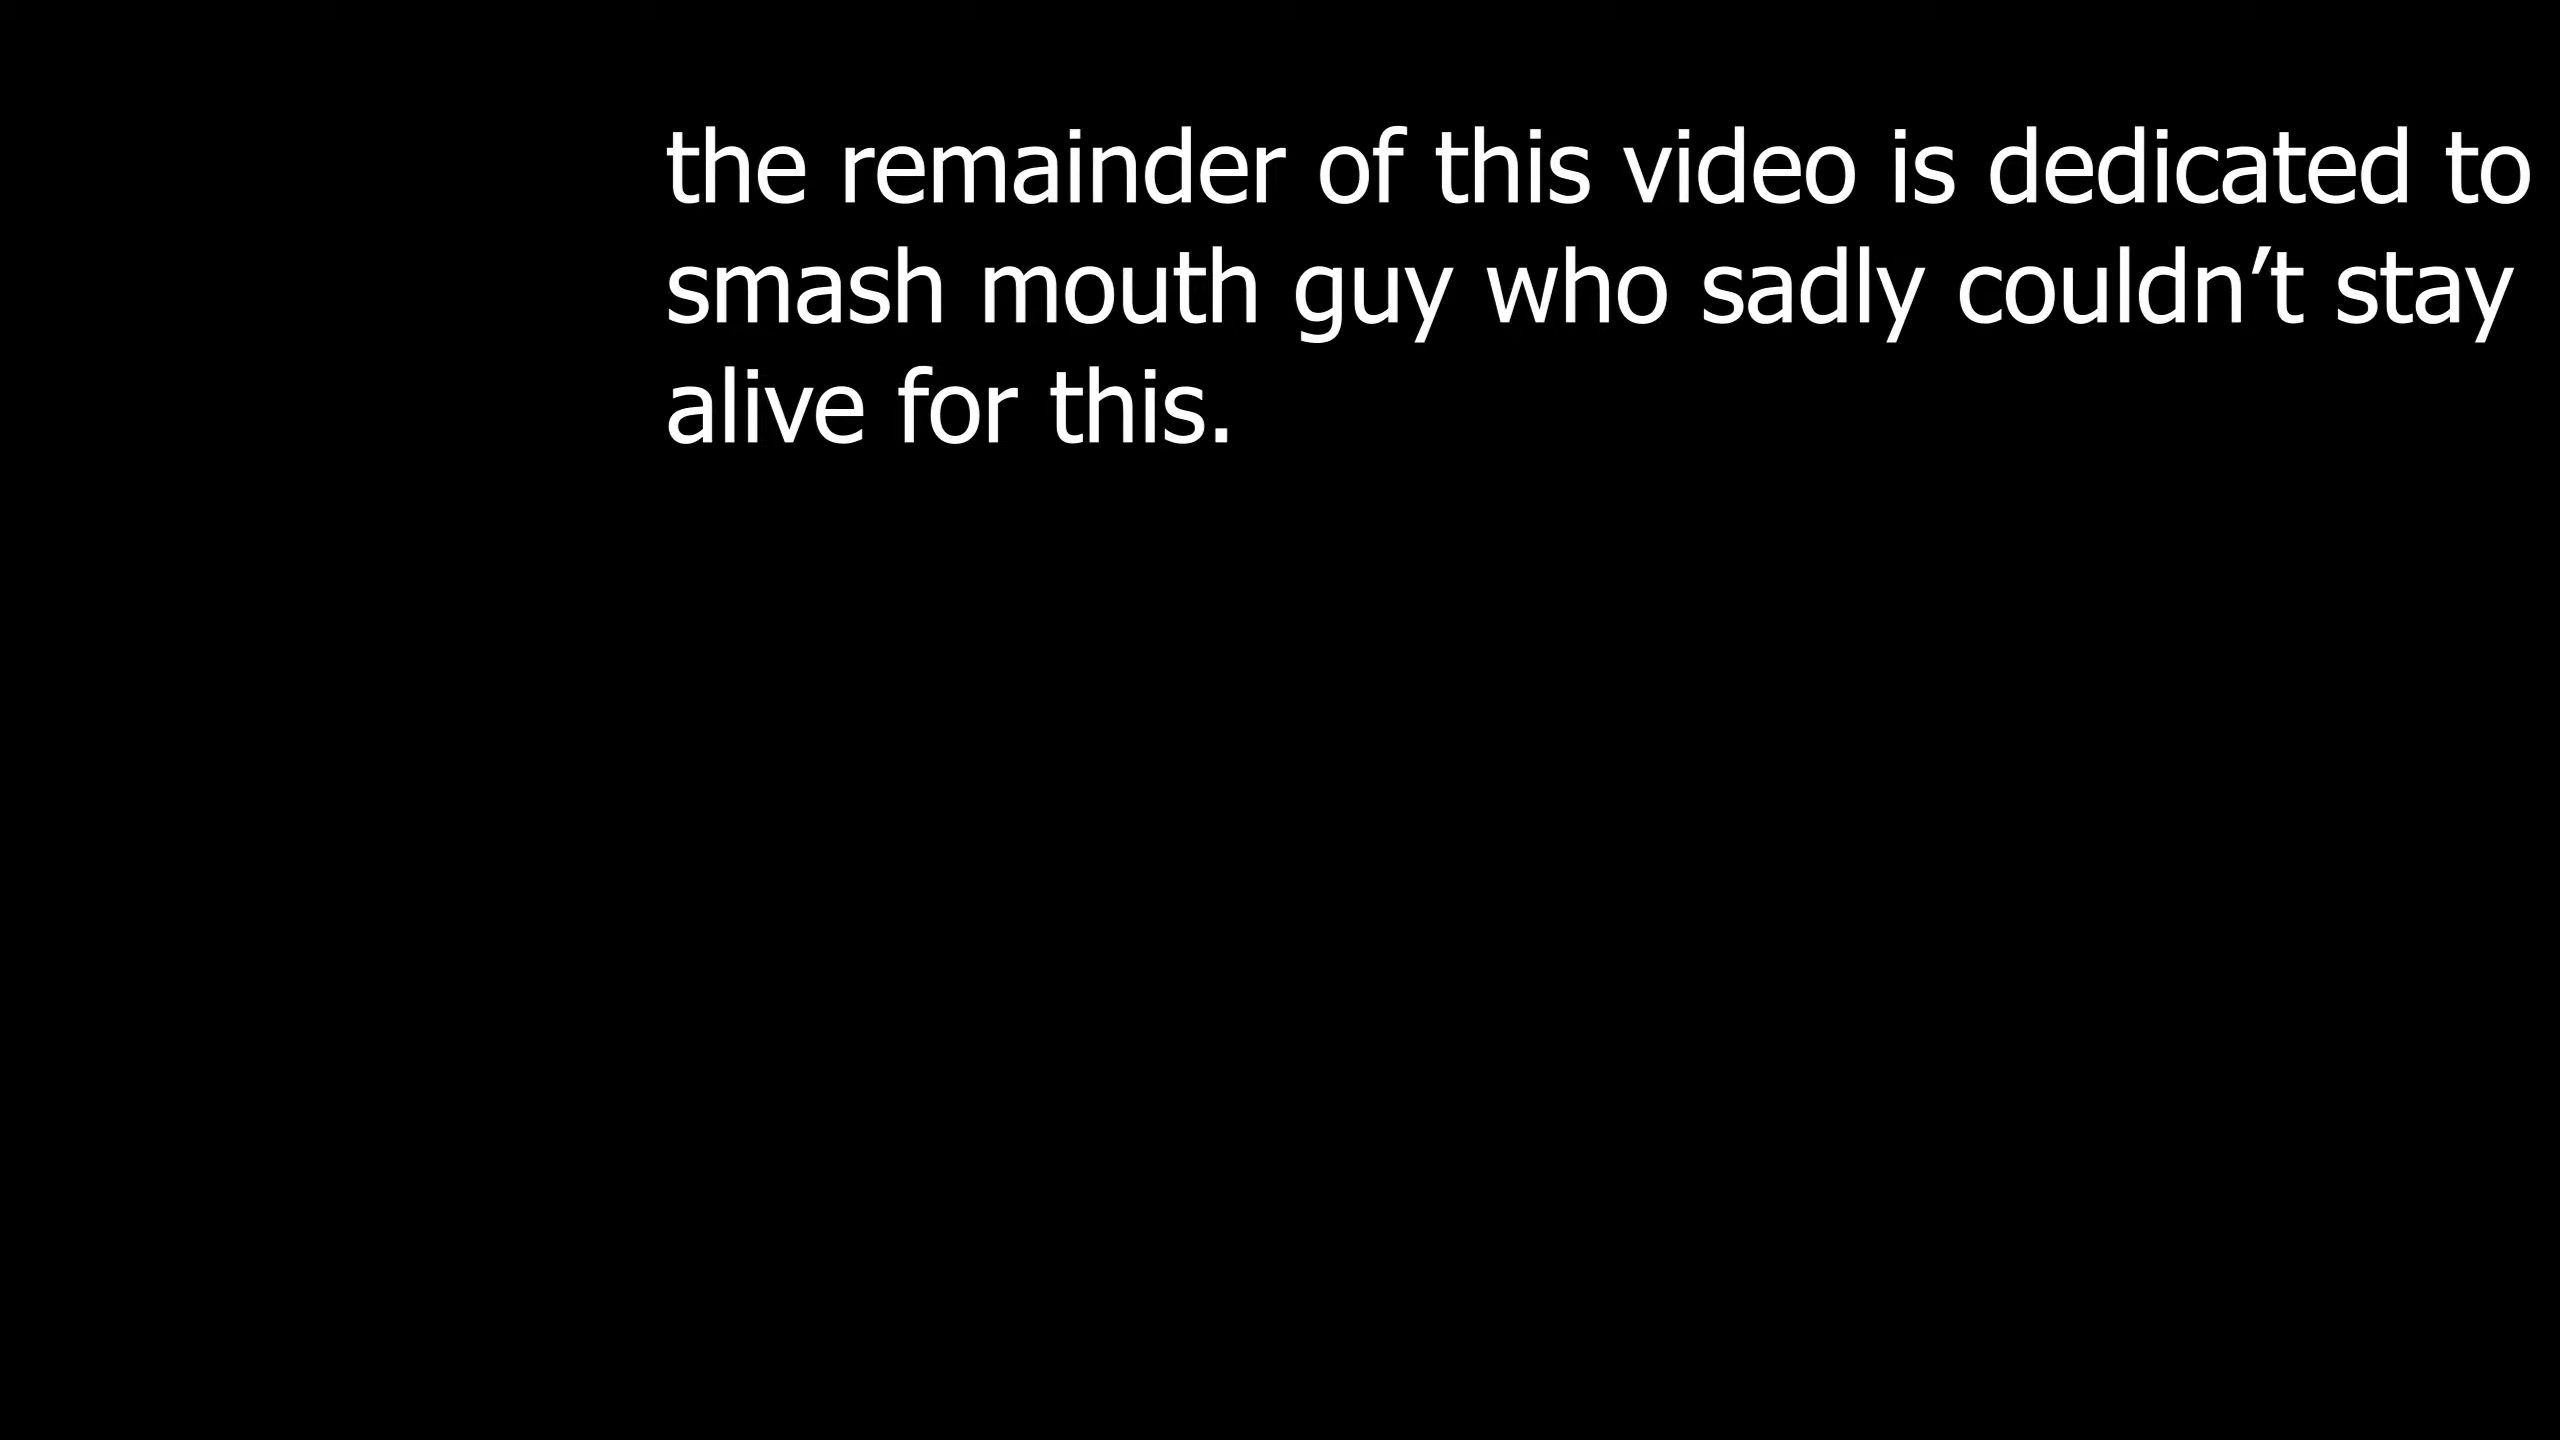 the remainder of this video is dedicated to
smash mouth guy who sadly couldn’t stay
alive for this.